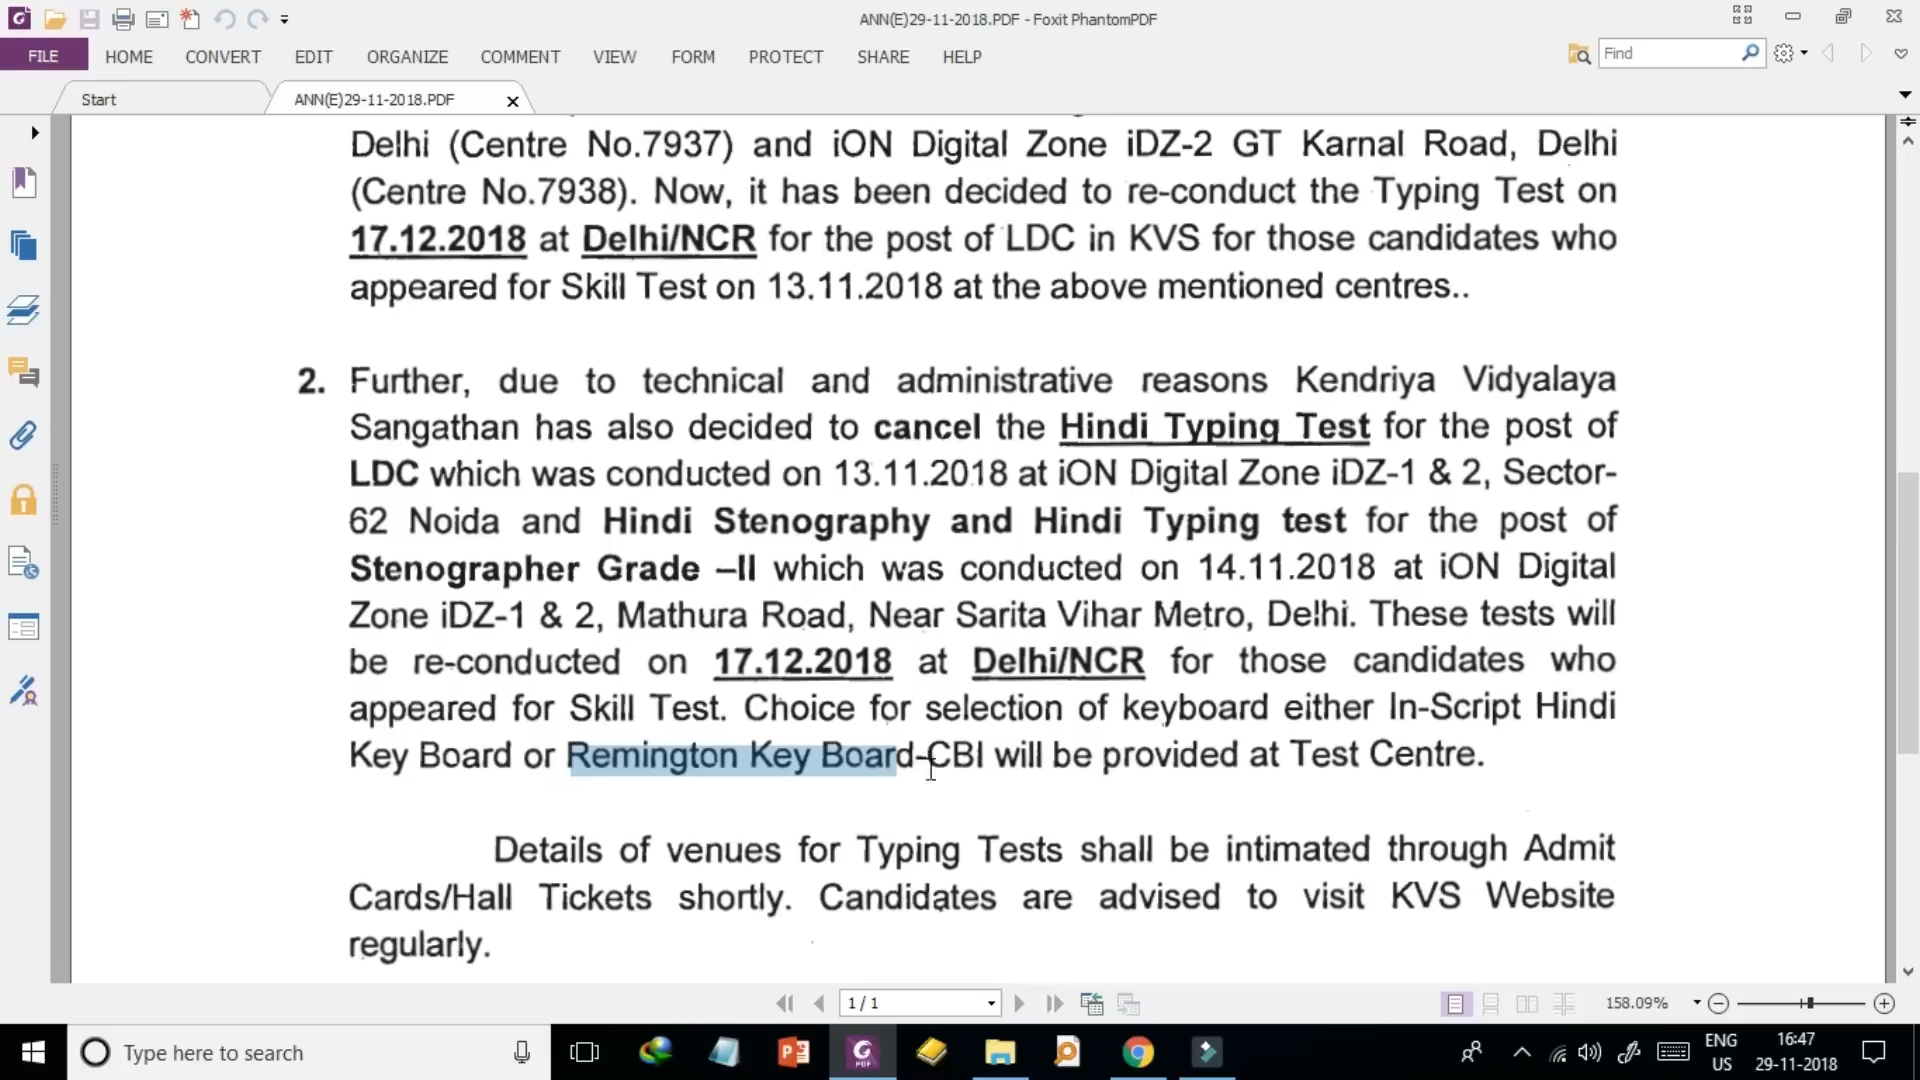 ANN(E)29-11-2018.PDF - Foxit PhantomPDF
FILE HOME CONVERT EDIT ORGANIZE COMMENT VIEW FORM PROTECT SHARE HELP Find
Start ANN(E)29-11-2018.PDF
Delhi (Centre No.7937) and iON Digital Zone iDZ-2 GT Karnal Road, Delhi
(Centre No.7938). Now, it has been decided to re-conduct the Typing Test on
17.12.2018 at Delhi/NCR for the post of LDC in KVS for those candidates who
appeared for Skill Test on 13.11.2018 at the above mentioned centres..
2. Further, due to technical and administrative reasons Kendriya Vidyalaya
Sangathan has also decided to cancel the Hindi Typing Test for the post of
LDC which was conducted on 13.11.2018 at iON Digital Zone iDZ-1 & 2, Sector-
62 Noida and Hindi Stenography and Hindi Typing test for the post of
Stenographer Grade –II which was conducted on 14.11.2018 at iON Digital
Zone iDZ-1 & 2, Mathura Road, Near Sarita Vihar Metro, Delhi. These tests will
be re-conducted on 17.12.2018 at Delhi/NCR for those candidates who
appeared for Skill Test. Choice for selection of keyboard either In-Script Hindi
Key Board or Remington Key Board-CBI will be provided at Test Centre.
Details of venues for Typing Tests shall be intimated through Admit
Cards/Hall Tickets shortly. Candidates are advised to visit KVS Website
regularly.
1 / 1 158.09%
Type here to search ENG 16:47
US 29-11-2018